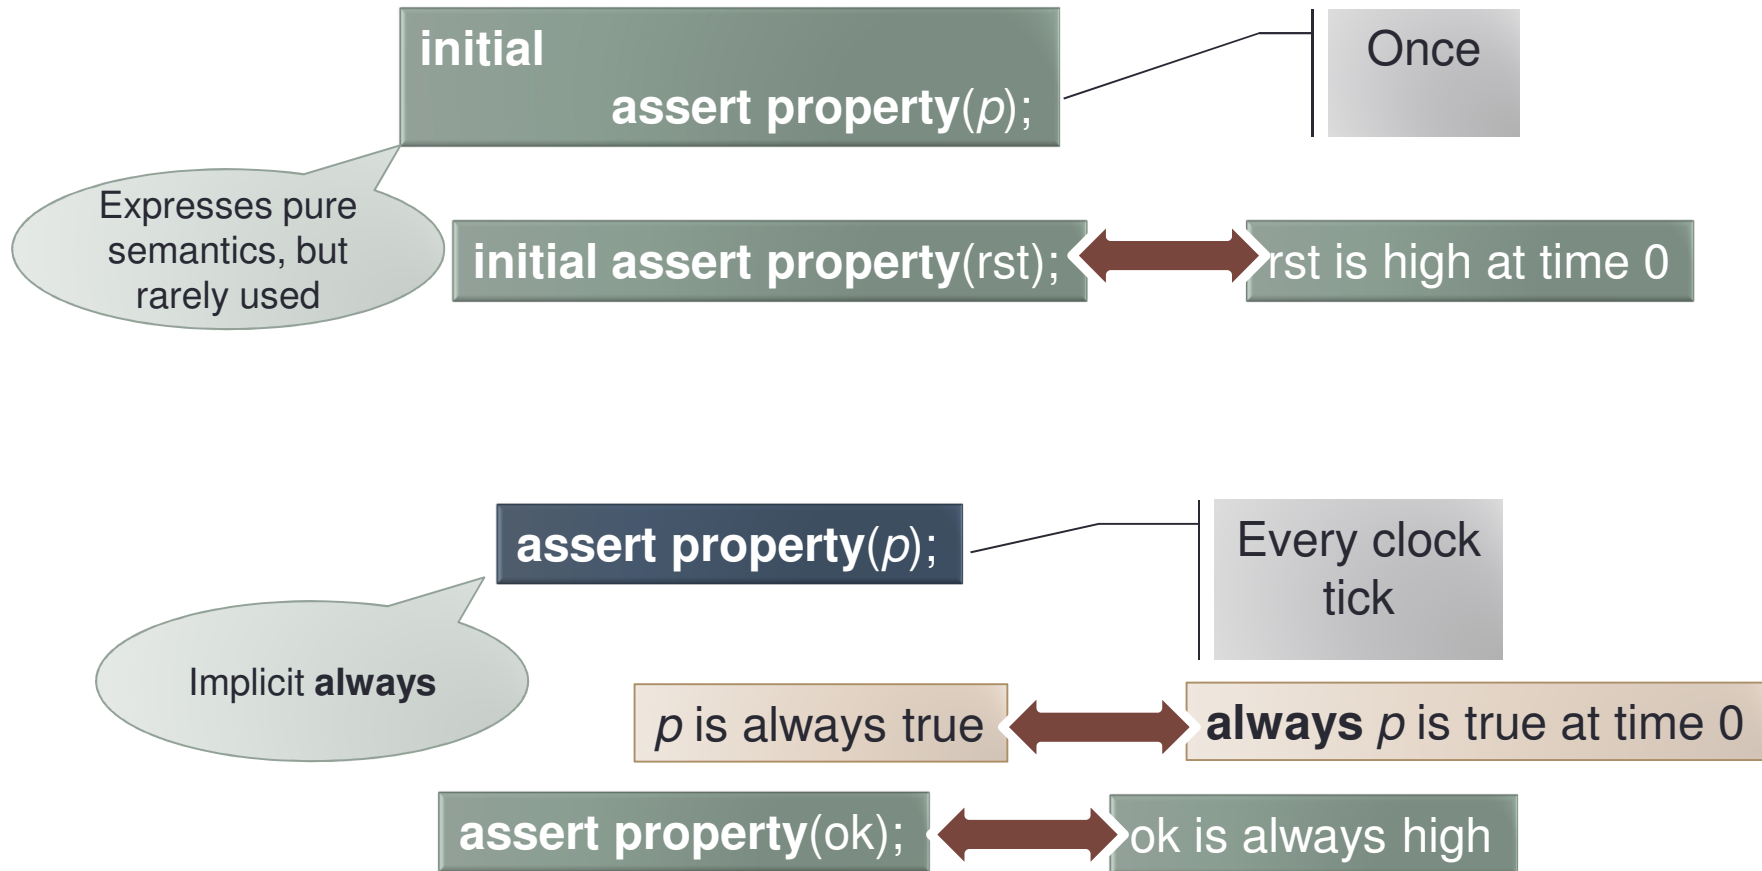 initial
assert property(p);
Once
Expresses pure
semantics, but
rarely used
initial assert property(rst);
rst is high at time 0
assert property(p);
Every clock
tick
Implicit always
p is always true
always p is true at time 0
assert property(ok);
ok is always high